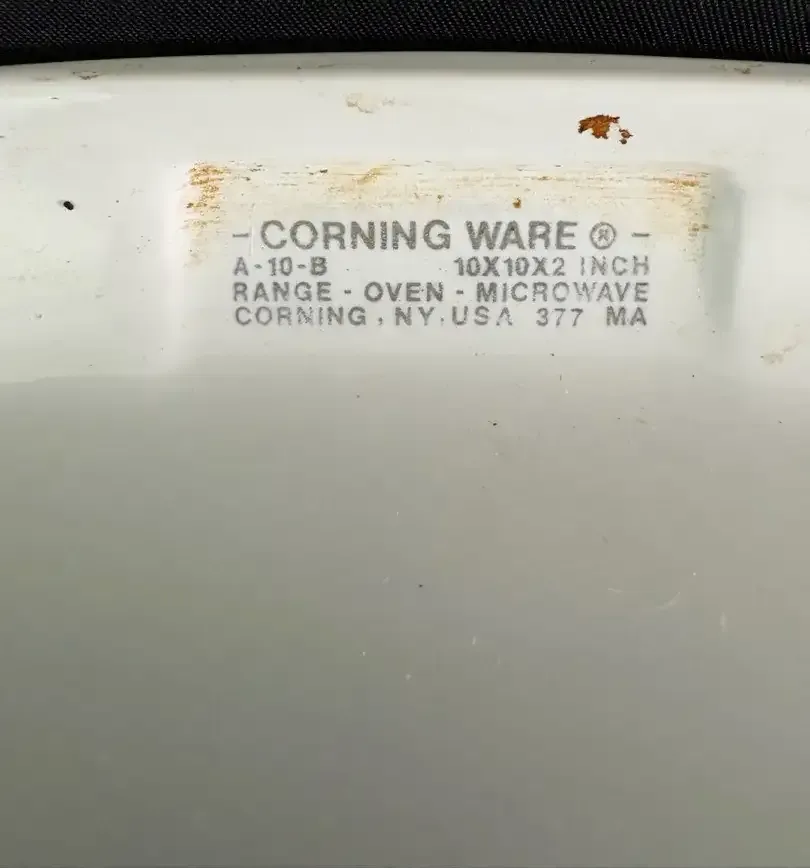 - CORNING WARE ® -
A-10-B 10X10X2 INCH
RANGE - OVEN - MICROWAVE
CORNING, NY, USA 377 MA